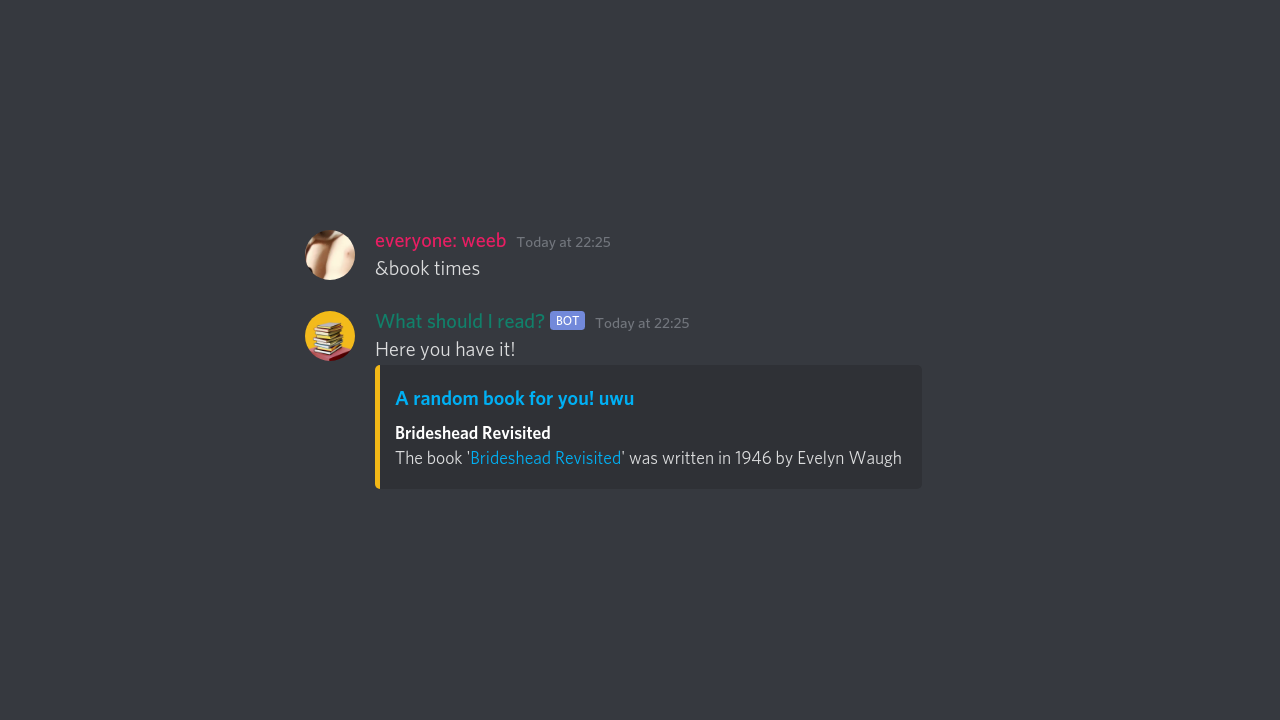 everyone: weeb Today at 22:25
&book times
What should I read? BOT Today at 22:25
Here you have it!
A random book for you! uwu
Brideshead Revisited
The book 'Brideshead Revisited' was written in 1946 by Evelyn Waugh